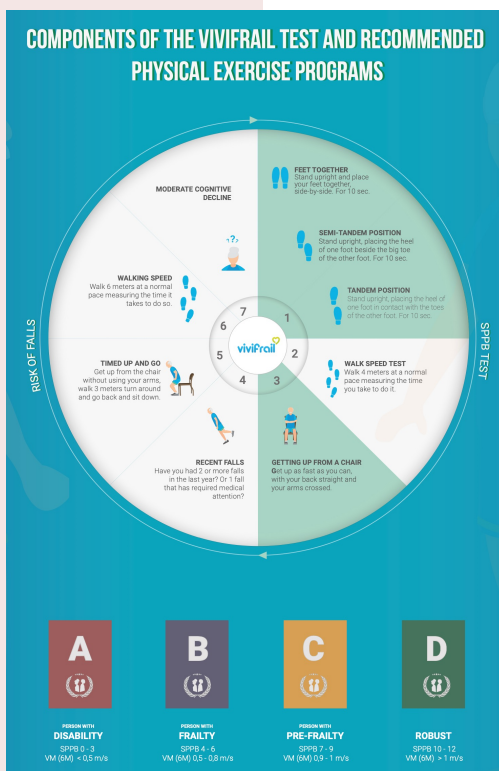 COMPONENTS OF THE VIVIFRAIL TEST AND RECOMMENDED
PHYSICAL EXERCISE PROGRAMS
FEET TOGETHER
Stand upright and place
your feet together,
side-by-side. For 10 sec.
SEMI-TANDEM POSITION
Stand upright, placing the heel
of one foot beside the big toe
of the other foot. For 10 sec.
TANDEM POSITION
Stand upright, placing the heel of
one foot in contact with the toes
of the other foot. For 10 sec.
WALK SPEED TEST
Walk 4 meters at a normal
pace measuring the time
you take to do it.
GETTING UP FROM A CHAIR
Get up as fast as you can,
with your back straight and
your arms crossed.
RECENT FALLS
Have you had 2 or more falls
in the last year? Or 1 fall
that has required medical
attention?
TIMED UP AND GO
Get up from the chair
without using your arms,
walk 3 meters turn around
and go back and sit down.
WALKING SPEED
Walk 6 meters at a normal
pace measuring the time it
takes to do so.
MODERATE COGNITIVE
DECLINE
?
?
?
1
2
3
4
5
6
7
vivifrail
RISK OF FALLS
SPPB TEST
A
PERSON WITH
DISABILITY
SPPB 0 - 3
VM (6M) < 0,5 m/s
B
PERSON WITH
FRAILTY
SPPB 4 - 6
VM (6M) 0,5 - 0,8 m/s
C
PERSON WITH
PRE-FRAILTY
SPPB 7 - 9
VM (6M) 0,9 - 1 m/s
D
ROBUST
SPPB 10 - 12
VM (6M) > 1 m/s